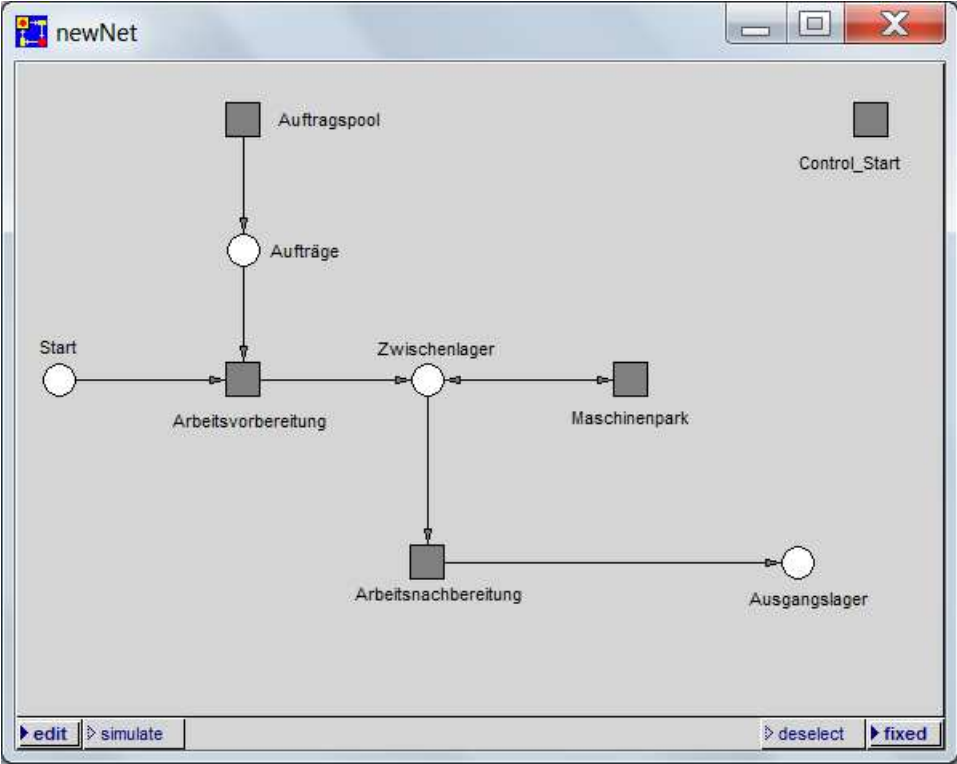 newNet
Auftragspool
Control_Start
Aufträge
Start
Zwischenlager
Arbeitsvorbereitung
Maschinenpark
Arbeitsnachbereitung
Ausgangslager
edit simulate deselect fixed